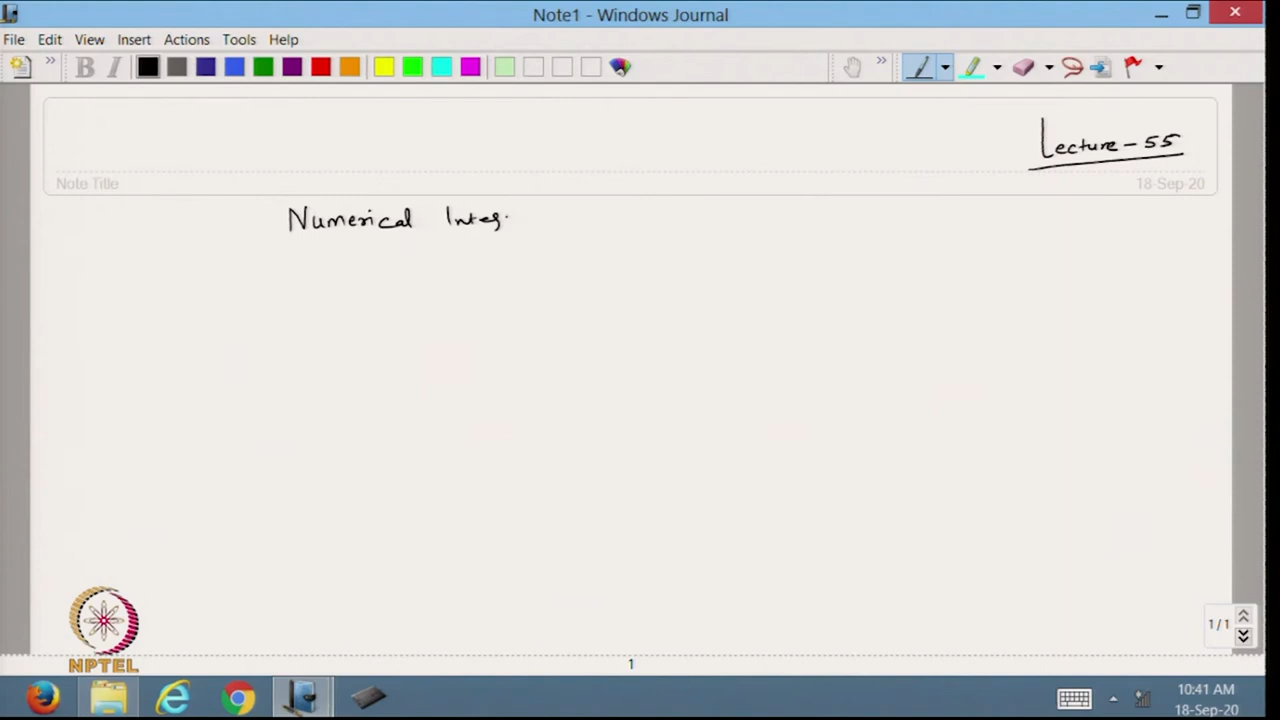 Note1 - Windows Journal
File Edit View Insert Actions Tools Help
B I
Lecture - 55
Note Title
18-Sep-20
Numerical Integ.
1/1
NPTEL
1
10:41 AM
18-Sep-20